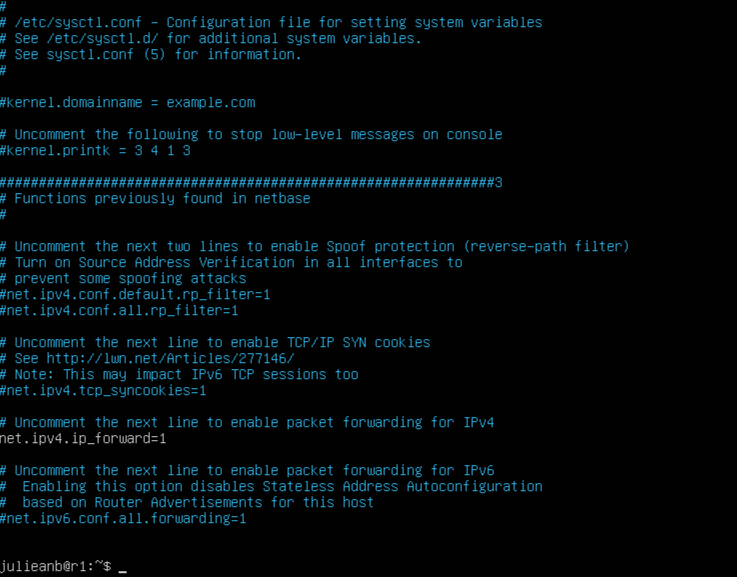 #
# /etc/sysctl.conf - Configuration file for setting system variables
# See /etc/sysctl.d/ for additional system variables.
# See sysctl.conf (5) for information.
#
#kernel.domainname = example.com
# Uncomment the following to stop low-level messages on console
#kernel.printk = 3 4 1 3
##############################################################3
# Functions previously found in netbase
#
# Uncomment the next two lines to enable Spoof protection (reverse-path filter)
# Turn on Source Address Verification in all interfaces to
# prevent some spoofing attacks
#net.ipv4.conf.default.rp_filter=1
#net.ipv4.conf.all.rp_filter=1
# Uncomment the next line to enable TCP/IP SYN cookies
# See http://lwn.net/Articles/277146/
# Note: This may impact IPv6 TCP sessions too
#net.ipv4.tcp_syncookies=1
# Uncomment the next line to enable packet forwarding for IPv4
net.ipv4.ip_forward=1
# Uncomment the next line to enable packet forwarding for IPv6
#  Enabling this option disables Stateless Address Autoconfiguration
#  based on Router Advertisements for this host
#net.ipv6.conf.all.forwarding=1
julieanb@r1:~$ _